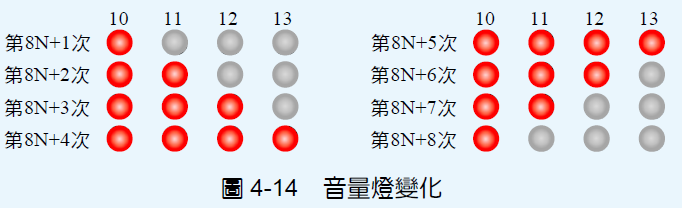 10 11 12 13
第8N+1次
第8N+2次
第8N+3次
第8N+4次
10 11 12 13
第8N+5次
第8N+6次
第8N+7次
第8N+8次
圖 4-14 音量燈變化